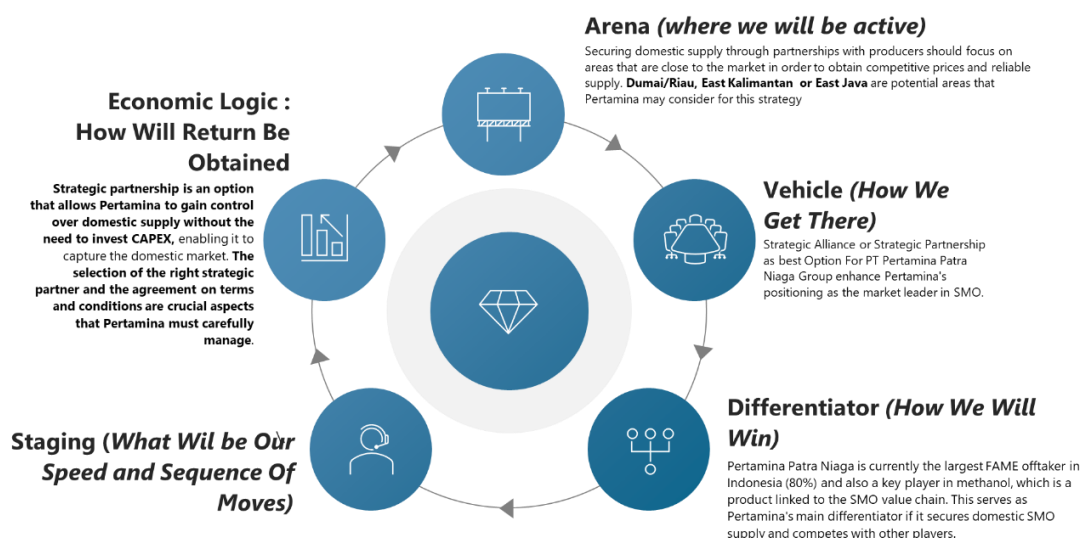 Arena (where we will be active)
Securing domestic supply through partnerships with producers should focus on
areas that are close to the market in order to obtain competitive prices and reliable
supply. Dumai/Riau, East Kalimantan or East Java are potential areas that
Pertamina may consider for this strategy
Vehicle (How We
Get There)
Strategic Alliance or Strategic Partnership
as best Option For PT Pertamina Patra
Niaga Group enhance Pertamina's
positioning as the market leader in SMO.
Differentiator (How We Will
Win)
Pertamina Patra Niaga is currently the largest FAME offtaker in
Indonesia (80%) and also a key player in methanol, which is a
product linked to the SMO value chain. This serves as
Pertamina's main differentiator if it secures domestic SMO
supply and competes with other players.
Staging (What Wil be Our
Speed and Sequence Of
Moves)
Economic Logic :
How Will Return Be
Obtained
Strategic partnership is an option
that allows Pertamina to gain control
over domestic supply without the
need to invest CAPEX, enabling it to
capture the domestic market. The
selection of the right strategic
partner and the agreement on terms
and conditions are crucial aspects
that Pertamina must carefully
manage.